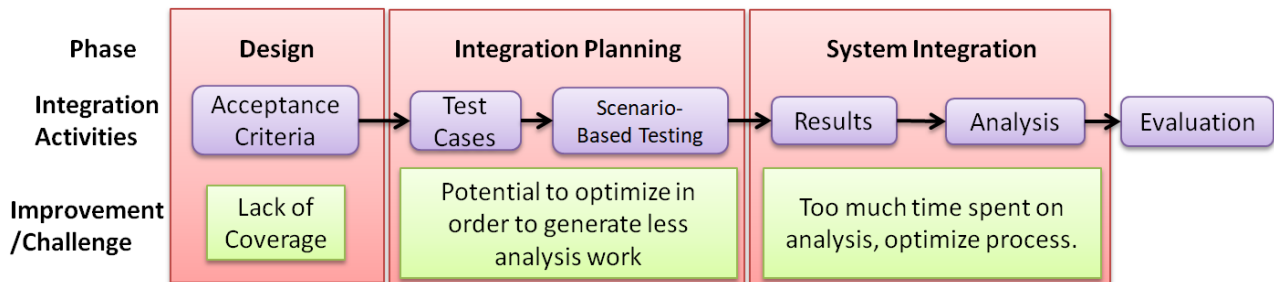 Phase
Design
Integration Planning
System Integration
Integration
Activities
Acceptance
Criteria
Test
Cases
Scenario-
Based Testing
Results
Analysis
Evaluation
Improvement
/Challenge
Lack of
Coverage
Potential to optimize in
order to generate less
analysis work
Too much time spent on
analysis, optimize process.